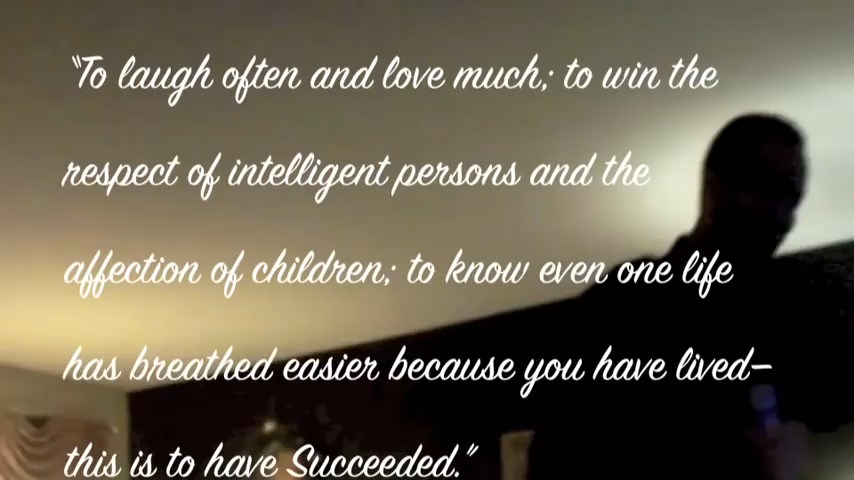 "To laugh often and love much; to win the
respect of intelligent persons and the
affection of children; to know even one life
has breathed easier because you have lived—
this is to have Succeeded."